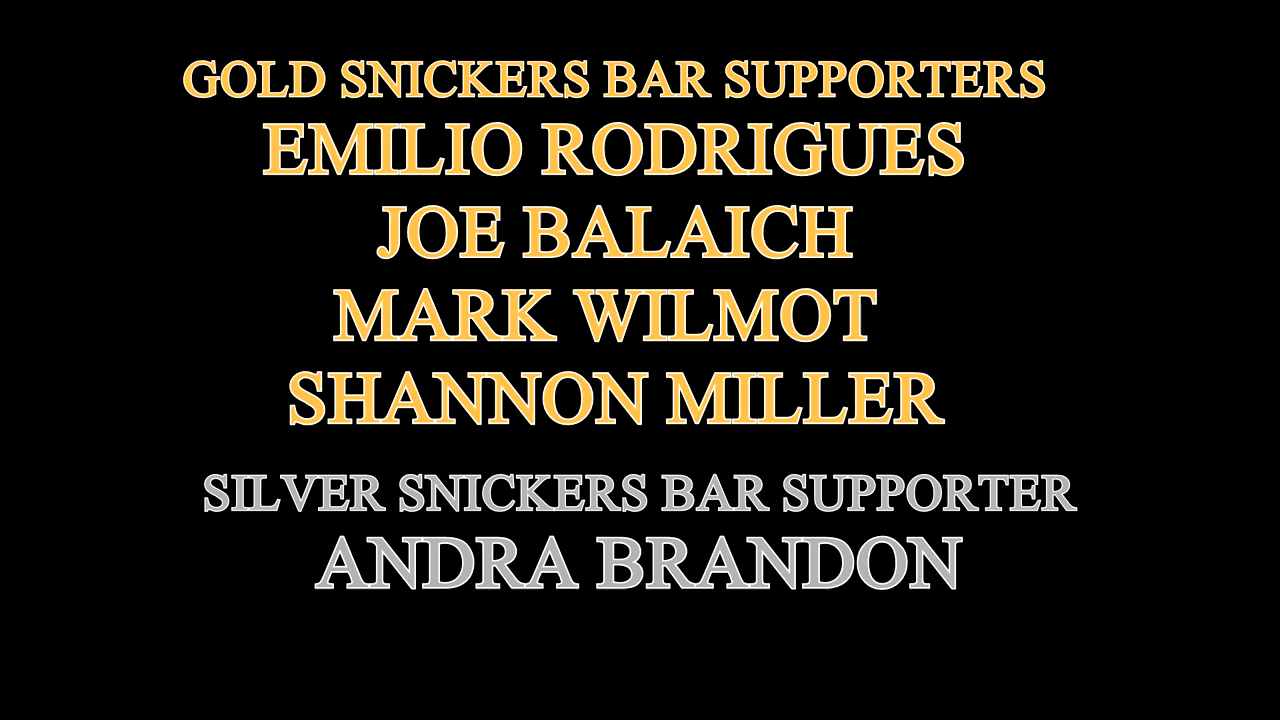 GOLD SNICKERS BAR SUPPORTERS
EMILIO RODRIGUES
JOE BALAICH
MARK WILMOT
SHANNON MILLER
SILVER SNICKERS BAR SUPPORTER
ANDRA BRANDON